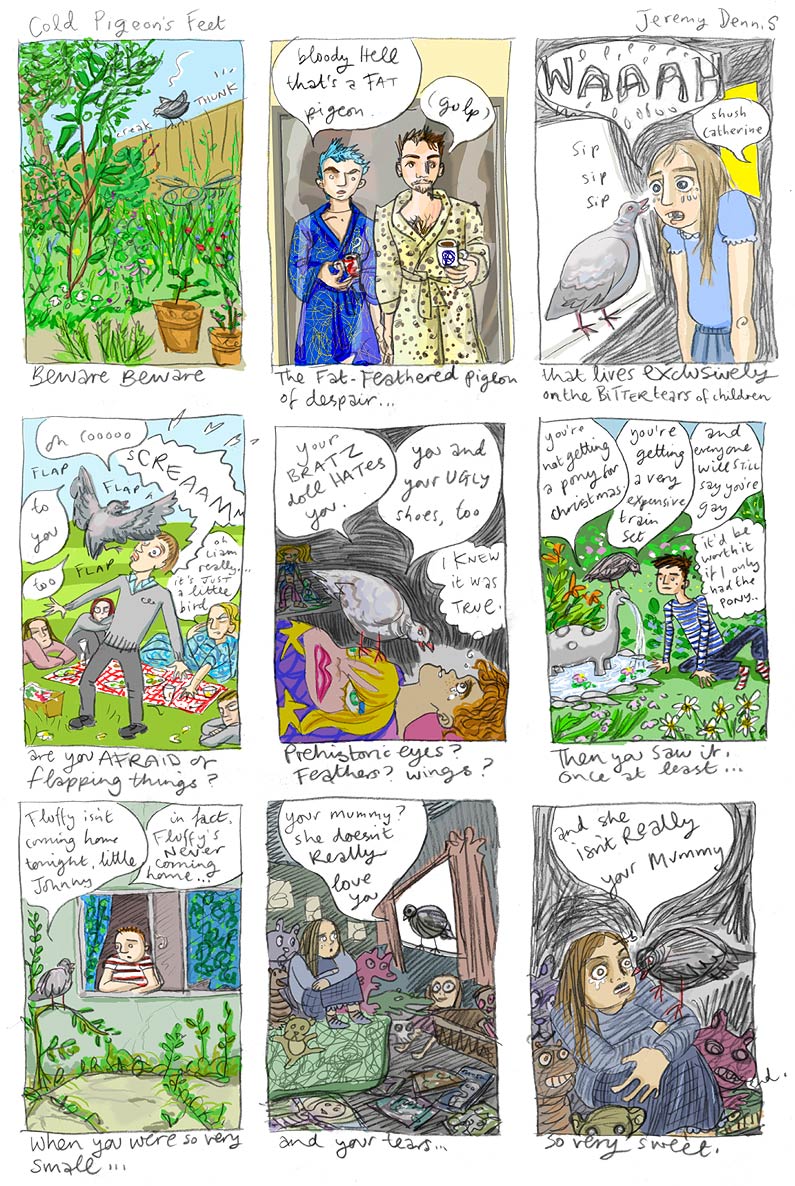 Cold Pigeon's Feet
Jeremy Dennis
creak
THUNK
Beware Beware
bloody Hell
that's a FAT
pigeon.
(gulp)
The Fat-Feathered pigeon
of despair...
WAAAH
shush
Catherine
sip
sip
sip
that lives exclusively
on the BITTER tears of children
oh cooooo
SCREAAMM
FLAP
FLAP
to
you
too
FLAP
oh
Liam
really...
it's JUST
a little
bird
are you AFRAID of
flapping things?
your
BRATZ
doll HATES
you.
you and
your UGLY
shoes, too
I KNEW
it was
TRUE.
Prehistoric eyes?
Feathers? wings?
you're
not getting
a pony for
christmas.
you're
getting
a very
expensive
train
set
and
everyone
will STILL
say you're
gay
it'd be
worth it
if I only
had the
PONY..
Then you saw it.
once at least...
Fluffy isn't
coming home
tonight, little
Johnny
in fact,
Fluffy's
Never
coming
home...
when you were so very
small...
your mummy?
she doesn't
Really
love
you
and your tears...
and she
isn't Really
your Mummy
end.
so very sweet.